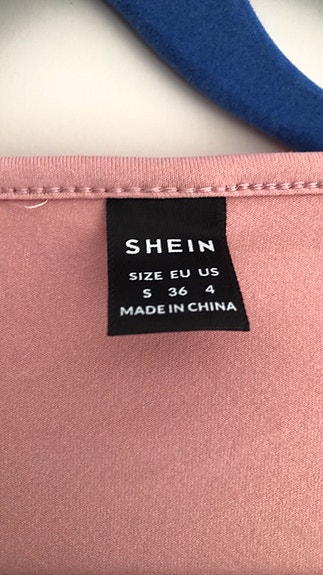 SHEIN
SIZE EU US
S 36 4
MADE IN CHINA